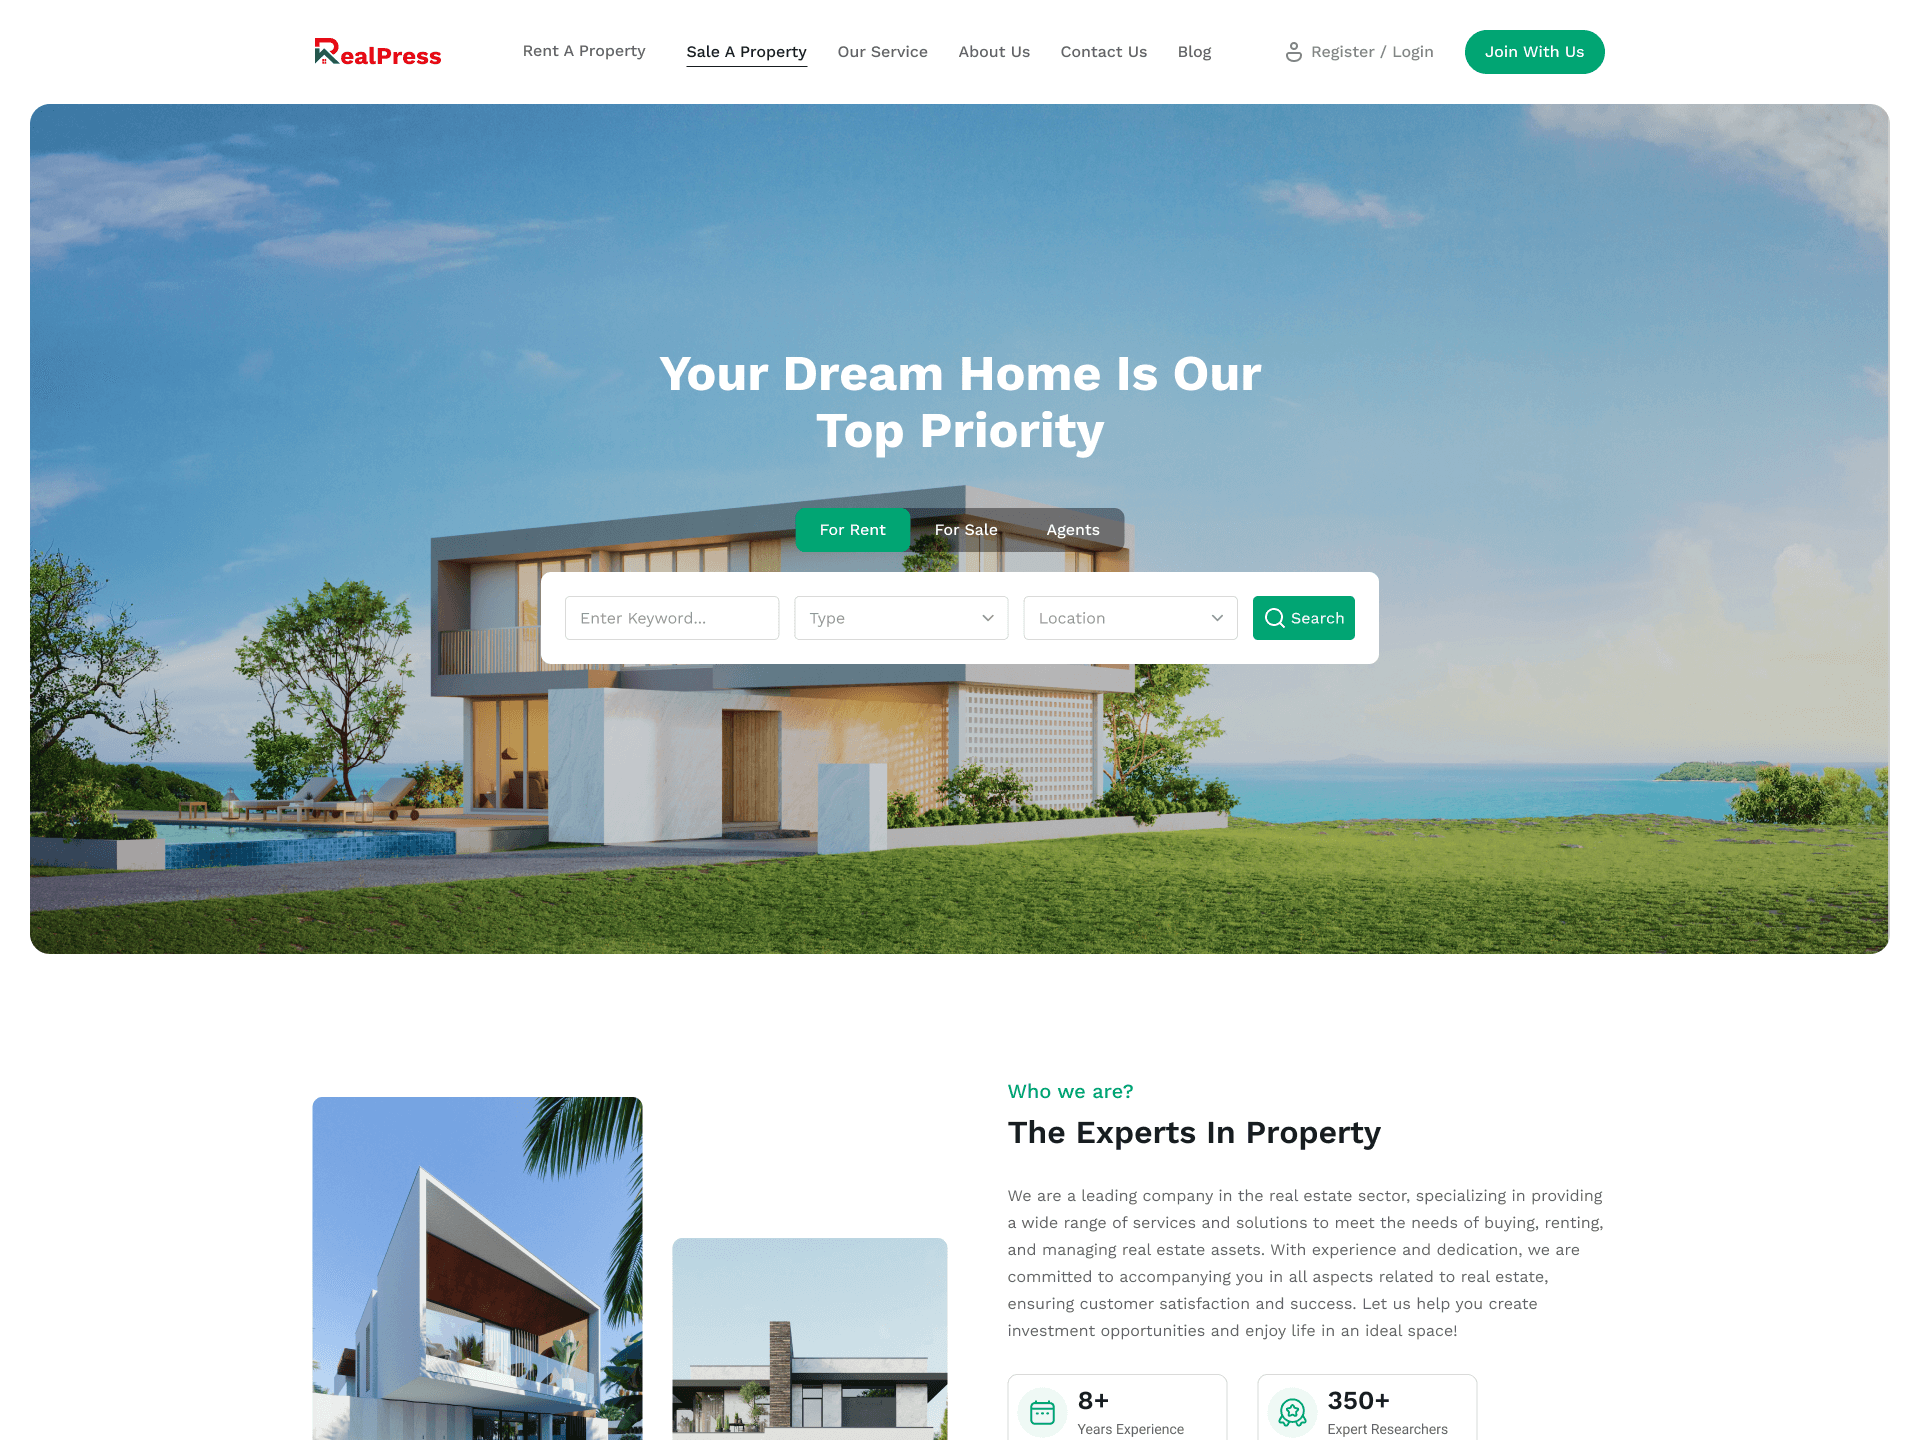 RealPress
Rent A Property
Sale A Property
Our Service
About Us
Contact Us
Blog
Register / Login
Join With Us
Your Dream Home Is Our
Top Priority
For Rent
For Sale
Agents
Enter Keyword...
Type
Location
Search
Who we are?
The Experts In Property
We are a leading company in the real estate sector, specializing in providing
a wide range of services and solutions to meet the needs of buying, renting,
and managing real estate assets. With experience and dedication, we are
committed to accompanying you in all aspects related to real estate,
ensuring customer satisfaction and success. Let us help you create
investment opportunities and enjoy life in an ideal space!
8+
Years Experience
350+
Expert Researchers